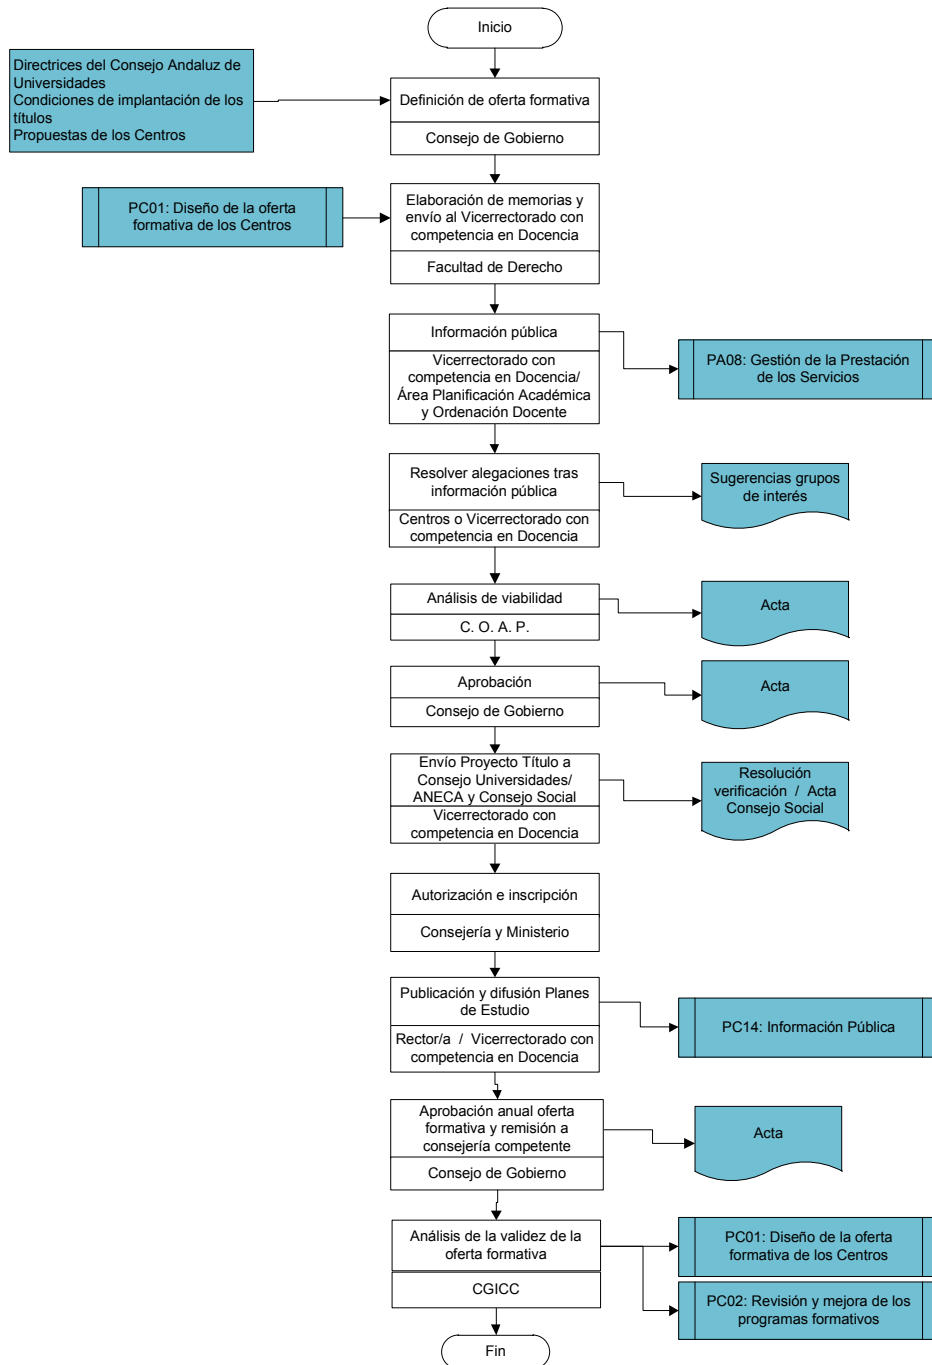 Inicio
Directrices del Consejo Andaluz de
Universidades
Condiciones de implantación de los
títulos
Propuestas de los Centros
Definición de oferta formativa
Consejo de Gobierno
PC01: Diseño de la oferta
formativa de los Centros
Elaboración de memorias y
envío al Vicerrectorado con
competencia en Docencia
Facultad de Derecho
Información pública
Vicerrectorado con
competencia en Docencia/
Área Planificación Académica
y Ordenación Docente
PA08: Gestión de la Prestación
de los Servicios
Resolver alegaciones tras
información pública
Centros o Vicerrectorado con
competencia en Docencia
Sugerencias grupos
de interés
Análisis de viabilidad
C. O. A. P.
Acta
Aprobación
Consejo de Gobierno
Acta
Envío Proyecto Título a
Consejo Universidades/
ANECA y Consejo Social
Vicerrectorado con
competencia en Docencia
Resolución
verificación / Acta
Consejo Social
Autorización e inscripción
Consejería y Ministerio
Publicación y difusión Planes
de Estudio
Rector/a / Vicerrectorado con
competencia en Docencia
PC14: Información Pública
Aprobación anual oferta
formativa y remisión a
consejería competente
Consejo de Gobierno
Acta
Análisis de la validez de la
oferta formativa
CGICC
PC01: Diseño de la oferta
formativa de los Centros
PC02: Revisión y mejora de los
programas formativos
Fin